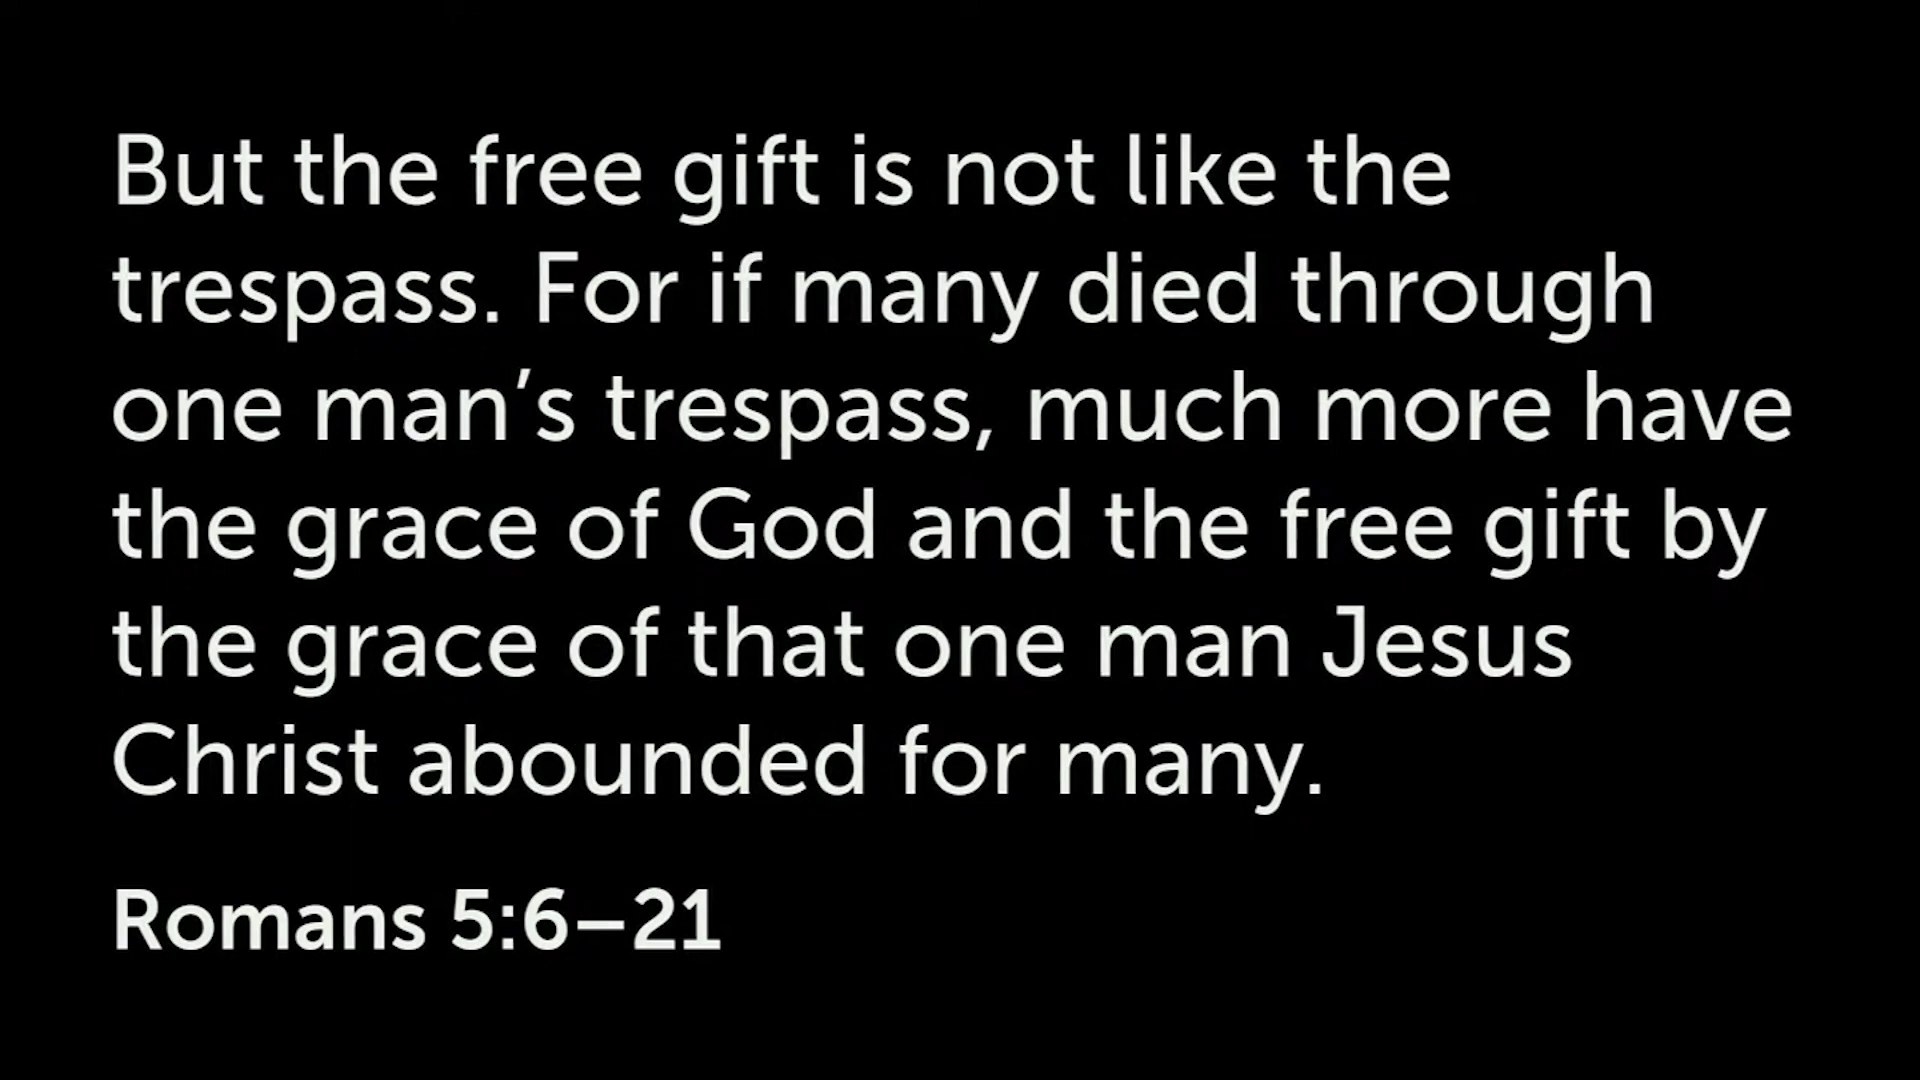 But the free gift is not like the
trespass. For if many died through
one man’s trespass, much more have
the grace of God and the free gift by
the grace of that one man Jesus
Christ abounded for many.
Romans 5:6–21